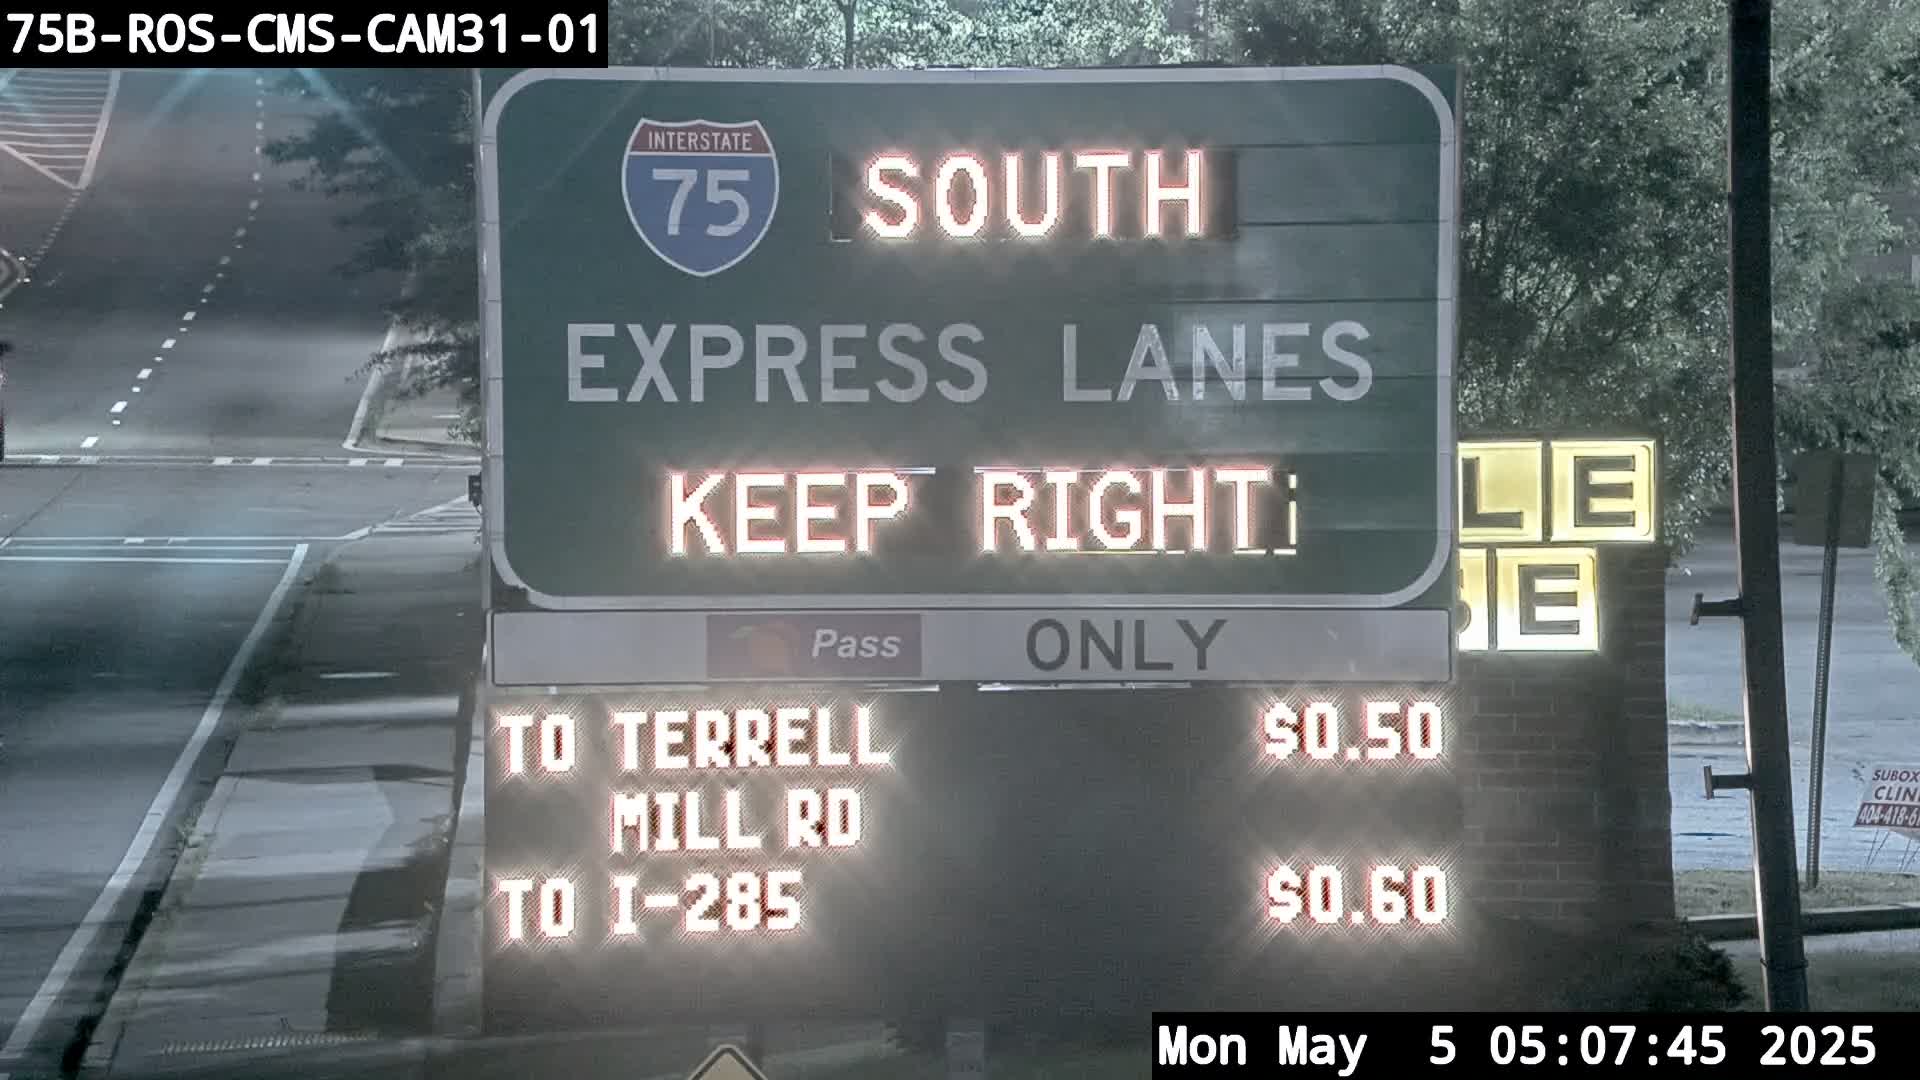 75B-ROS-CMS-CAM31-01
INTERSTATE
75
SOUTH
EXPRESS LANES
KEEP RIGHT
Pass ONLY
TO TERRELL $0.50
MILL RD
TO I-285 $0.60
LE
E
Mon May 5 05:07:45 2025